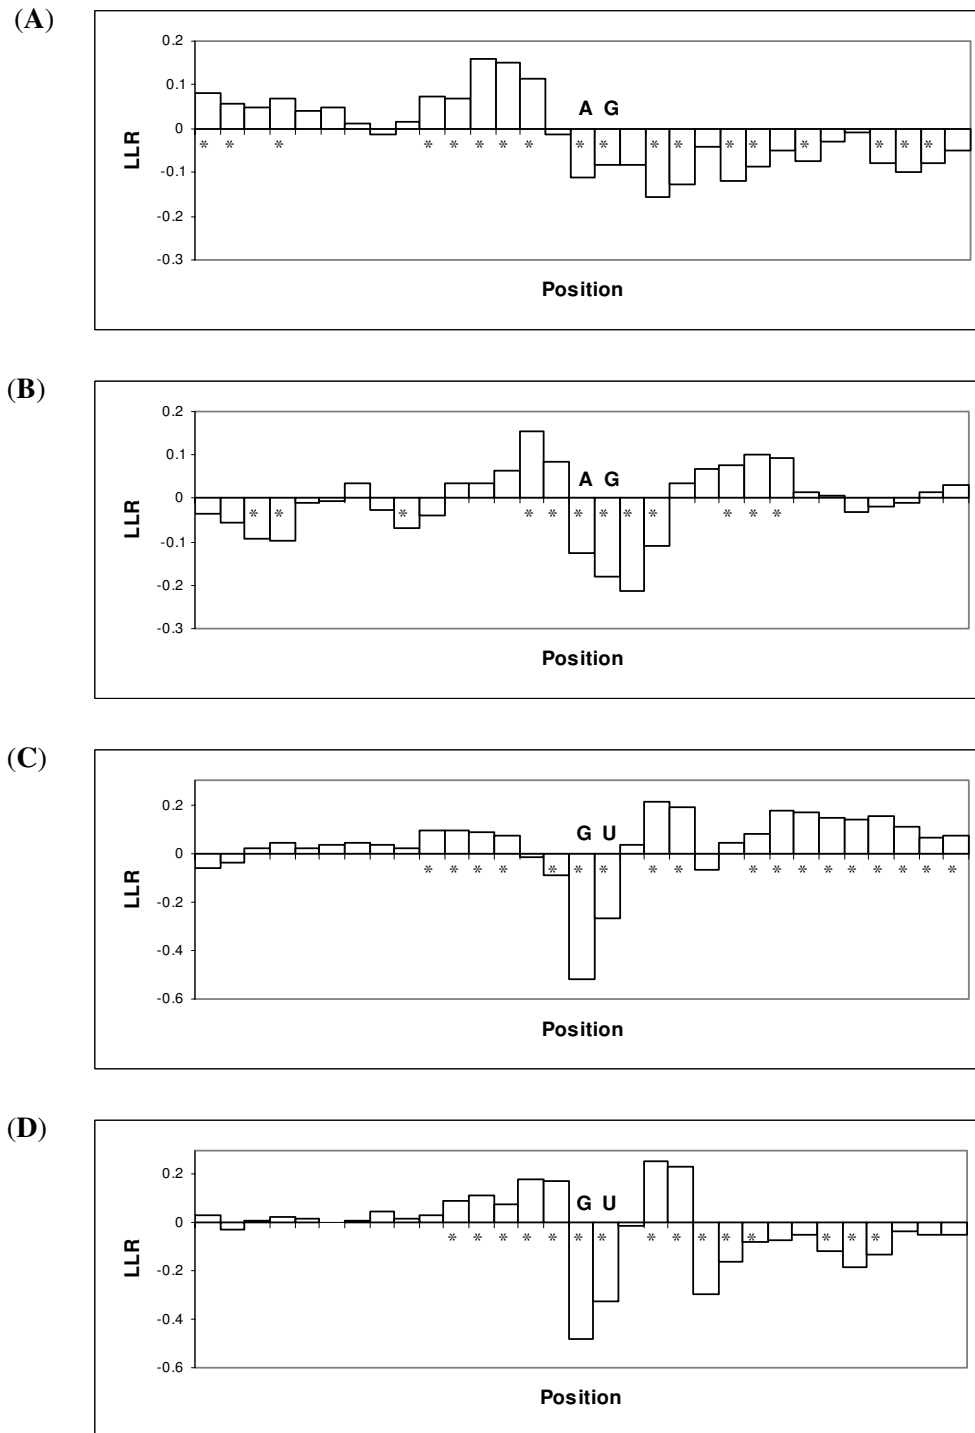 (A)
0.2
0.1
A G
0
* * * * * * * * * * * * * * * * * *
-0.1
-0.2
-0.3
LLR
Position
(B)
0.2
0.1
A G
0
* * * * * * * * * * * *
-0.1
-0.2
-0.3
LLR
Position
(C)
0.2
G U
0
* * * * * * * * * * * * * * * * * *
-0.2
-0.4
-0.6
LLR
Position
(D)
0.2
G U
0
* * * * * * * * * * * * * * *
-0.2
-0.4
-0.6
LLR
Position